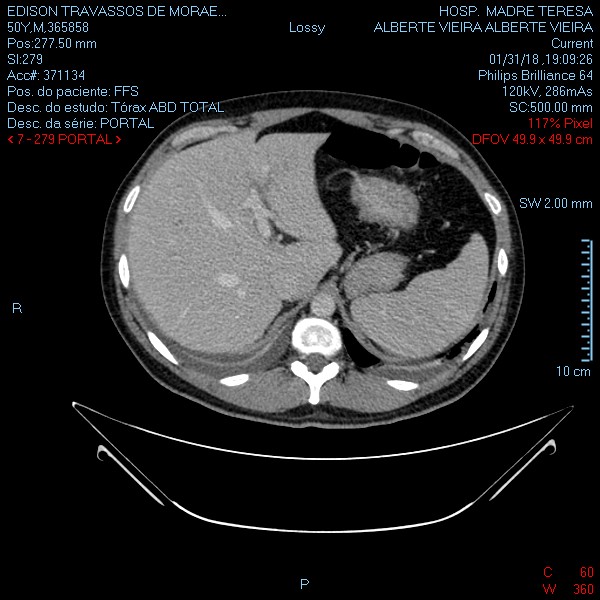 EDISON TRAVASSOS DE MORAE...
50Y,M,365858
Pos:277.50 mm
SI:279
Acc#: 371134
Pos. do paciente: FFS
Desc. do estudo: Tórax ABD TOTAL
Desc. da série: PORTAL
< 7 - 279 PORTAL >
Lossy
HOSP. MADRE TERESA
ALBERTE VIEIRA ALBERTE VIEIRA
Current
01/31/18 ,19:09:26
Philips Brilliance 64
120kV, 286mAs
SC:500.00 mm
117% Pixel
DFOV 49.9 x 49.9 cm
SW 2.00 mm
R
10 cm
P
C 60
W 360